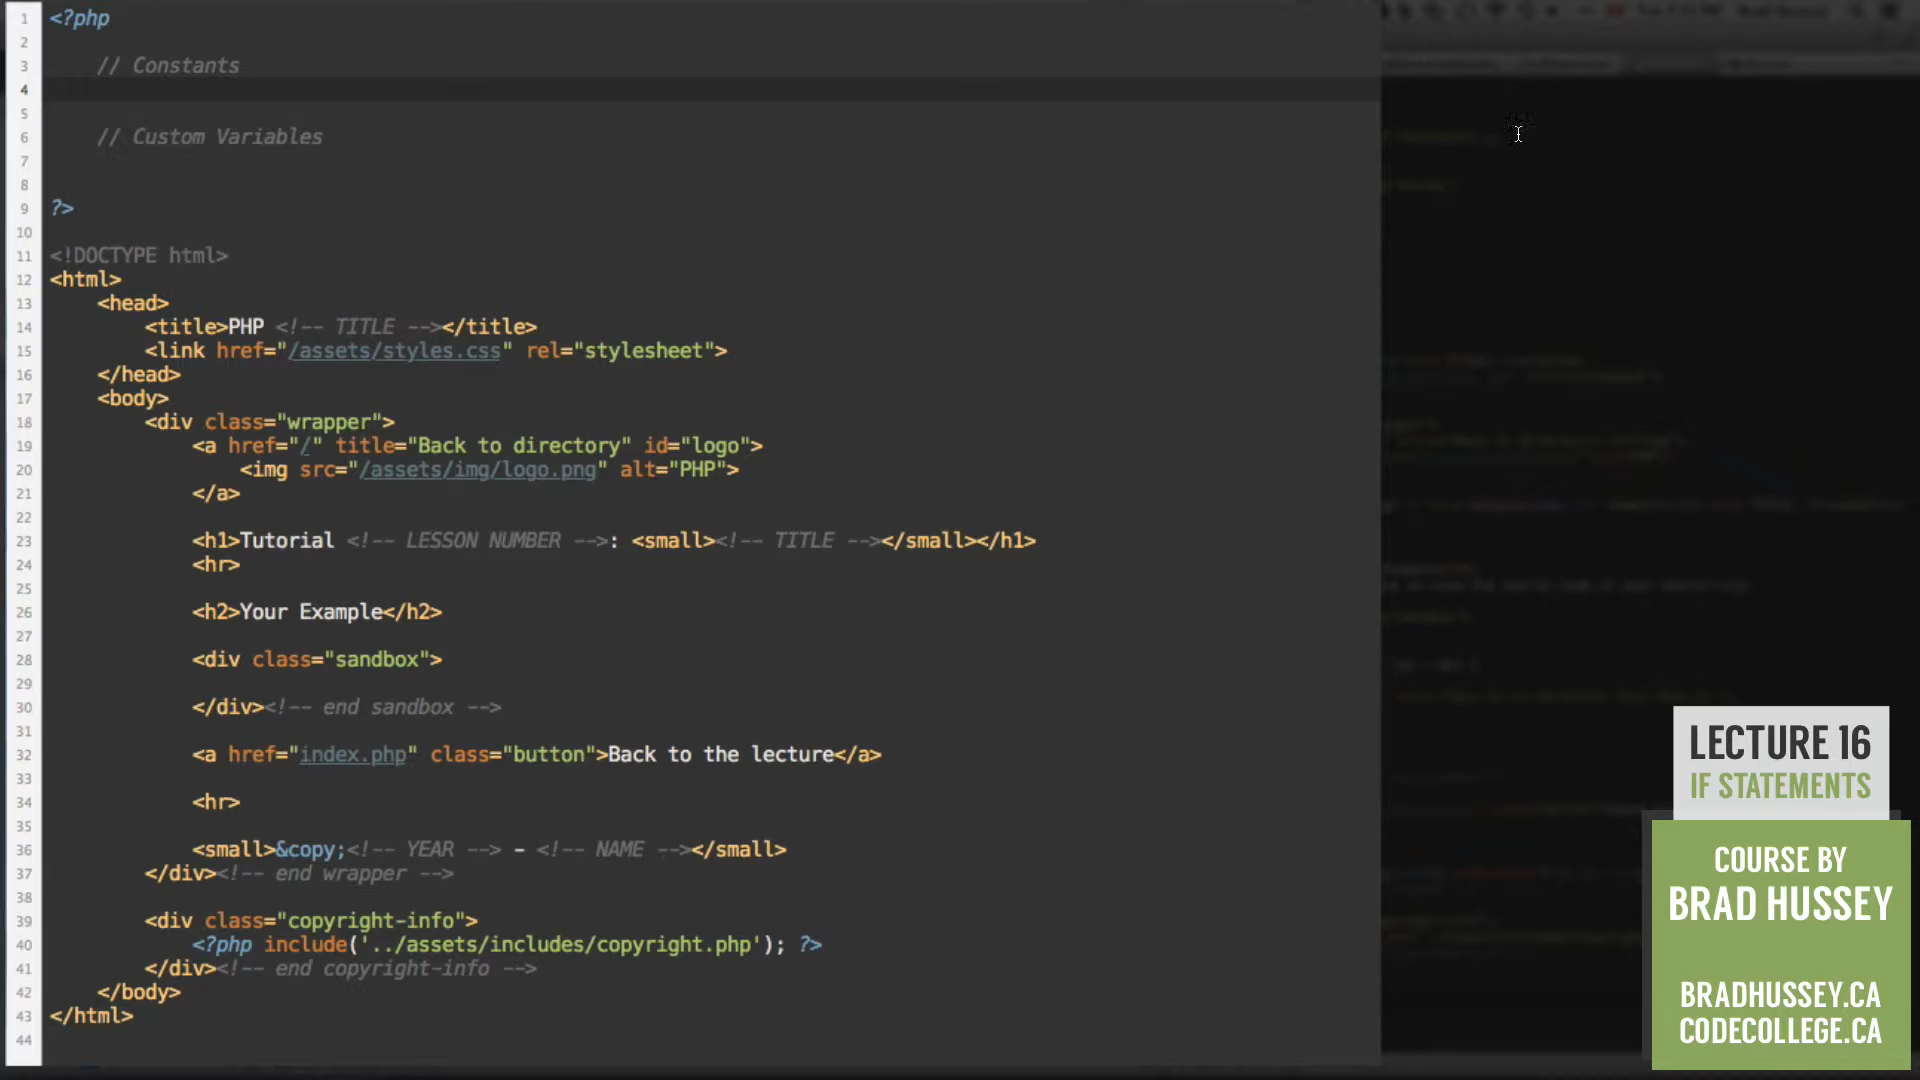 1 <?php
2
3 // Constants
4
5
6 // Custom Variables
7
8
9 ?>
10
11 <!DOCTYPE html>
12 <html>
13 <head>
14 <title>PHP <!-- TITLE --></title>
15 <link href="/assets/styles.css" rel="stylesheet">
16 </head>
17 <body>
18 <div class="wrapper">
19 <a href="/" title="Back to directory" id="logo">
20 <img src="/assets/img/logo.png" alt="PHP">
21 </a>
22
23 <h1>Tutorial <!-- LESSON NUMBER -->: <small><!-- TITLE --></small></h1>
24 <hr>
25
26 <h2>Your Example</h2>
27
28 <div class="sandbox">
29
30 </div><!-- end sandbox -->
31
32 <a href="index.php" class="button">Back to the lecture</a>
33
34 <hr>
35
36 <small>&copy;<!-- YEAR --> - <!-- NAME --></small>
37 </div><!-- end wrapper -->
38
39 <div class="copyright-info">
40 <?php include('../assets/includes/copyright.php'); ?>
41 </div><!-- end copyright-info -->
42 </body>
43 </html>
44
LECTURE 16
IF STATEMENTS
COURSE BY
BRAD HUSSEY
BRADHUSSEY.CA
CODECOLLEGE.CA